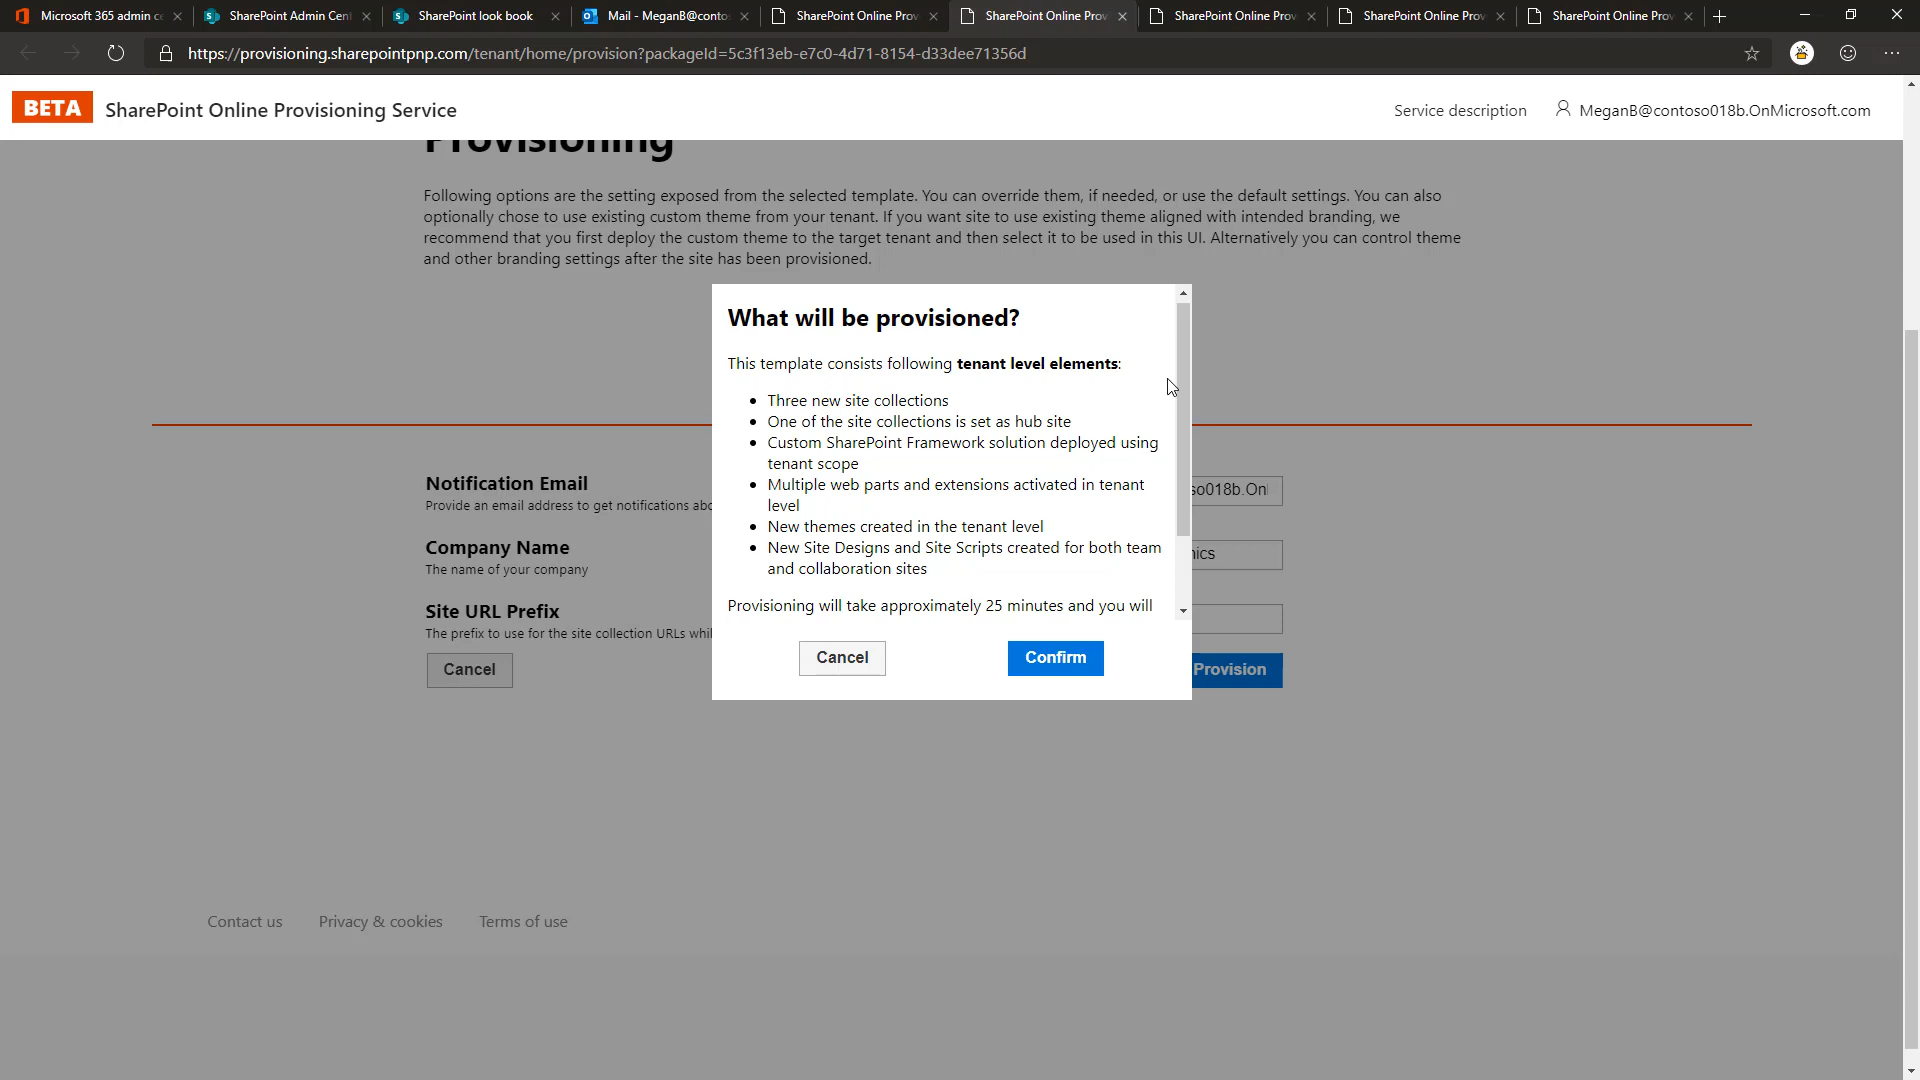 Microsoft 365 admin ce
SharePoint Admin Cent
SharePoint look book
Mail - MeganB@contos
SharePoint Online Prov
SharePoint Online Prov
SharePoint Online Prov
SharePoint Online Prov
SharePoint Online Prov
https://provisioning.sharepointpnp.com/tenant/home/provision?packageId=5c3f13eb-e7c0-4d71-8154-d33dee71356d
BETA SharePoint Online Provisioning Service
Service description
MeganB@contoso018b.OnMicrosoft.com
Provisioning
Following options are the setting exposed from the selected template. You can override them, if needed, or use the default settings. You can also
optionally chose to use existing custom theme from your tenant. If you want site to use existing theme aligned with intended branding, we
recommend that you first deploy the custom theme to the target tenant and then select it to be used in this UI. Alternatively you can control theme
and other branding settings after the site has been provisioned.
What will be provisioned?
This template consists following tenant level elements:
• Three new site collections
• One of the site collections is set as hub site
• Custom SharePoint Framework solution deployed using
tenant scope
• Multiple web parts and extensions activated in tenant
level
• New themes created in the tenant level
• New Site Designs and Site Scripts created for both team
and collaboration sites
Provisioning will take approximately 25 minutes and you will
Cancel
Confirm
Notification Email
Provide an email address to get notifications abo
so018b.On
Company Name
The name of your company
nics
Site URL Prefix
The prefix to use for the site collection URLs whil
Cancel
Provision
Contact us
Privacy & cookies
Terms of use